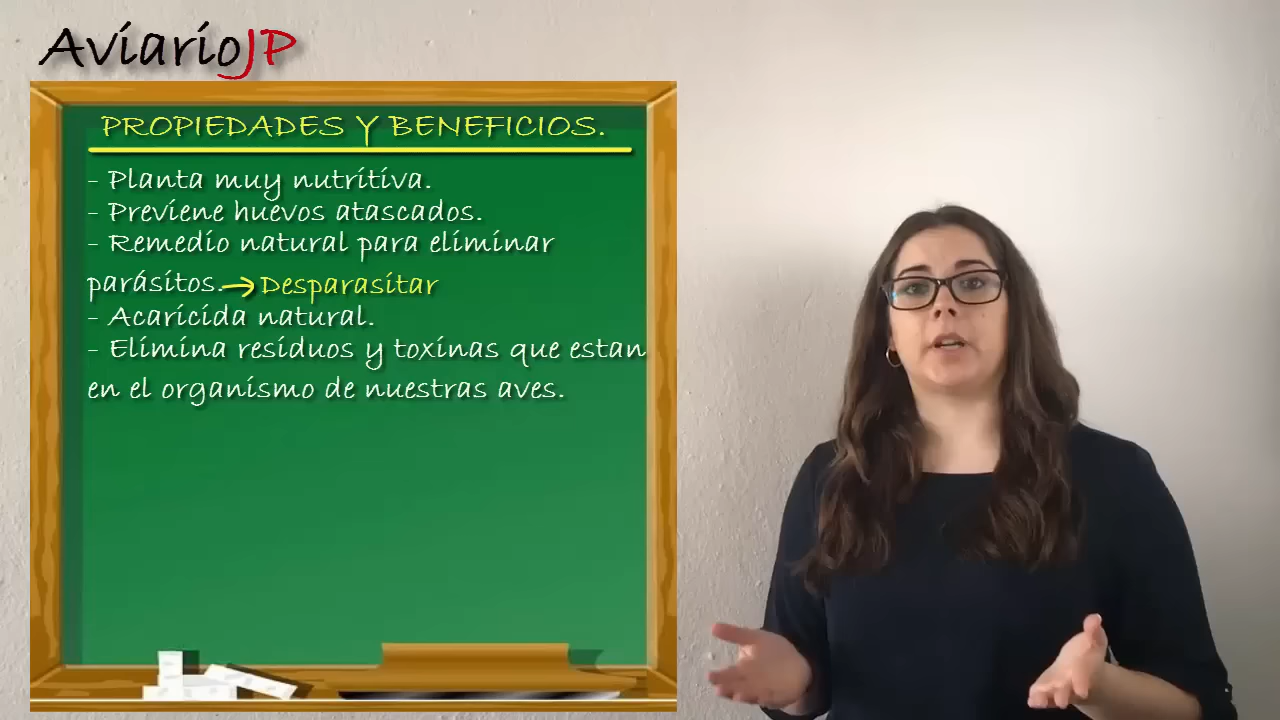 AviarioJP
PROPIEDADES Y BENEFICIOS.
- Planta muy nutritiva.
- Previene huevos atascados.
- Remedio natural para eliminar
parásitos.→Desparasitar
- Acaricida natural.
- Elimina residuos y toxinas que estan
en el organismo de nuestras aves.